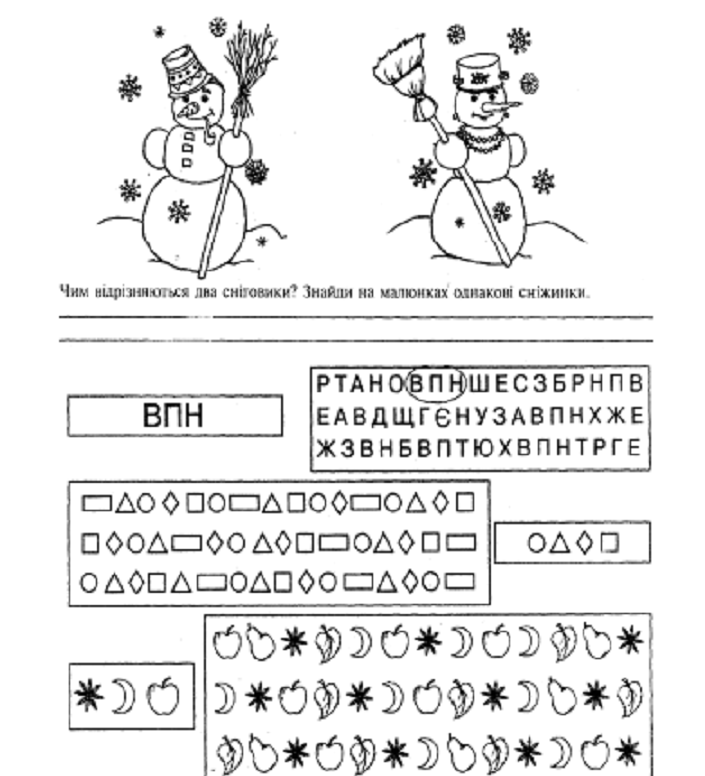 Чим відрізняються два сніговики? Знайди на малюнках однакові сніжинки.
ВПН
РТАНОВПНШЕСЗБРНПВ
ЕАВДЩГЄНУЗАВПНХЖЕ
ЖЗВНБВПТЮХВПНТРГЕ